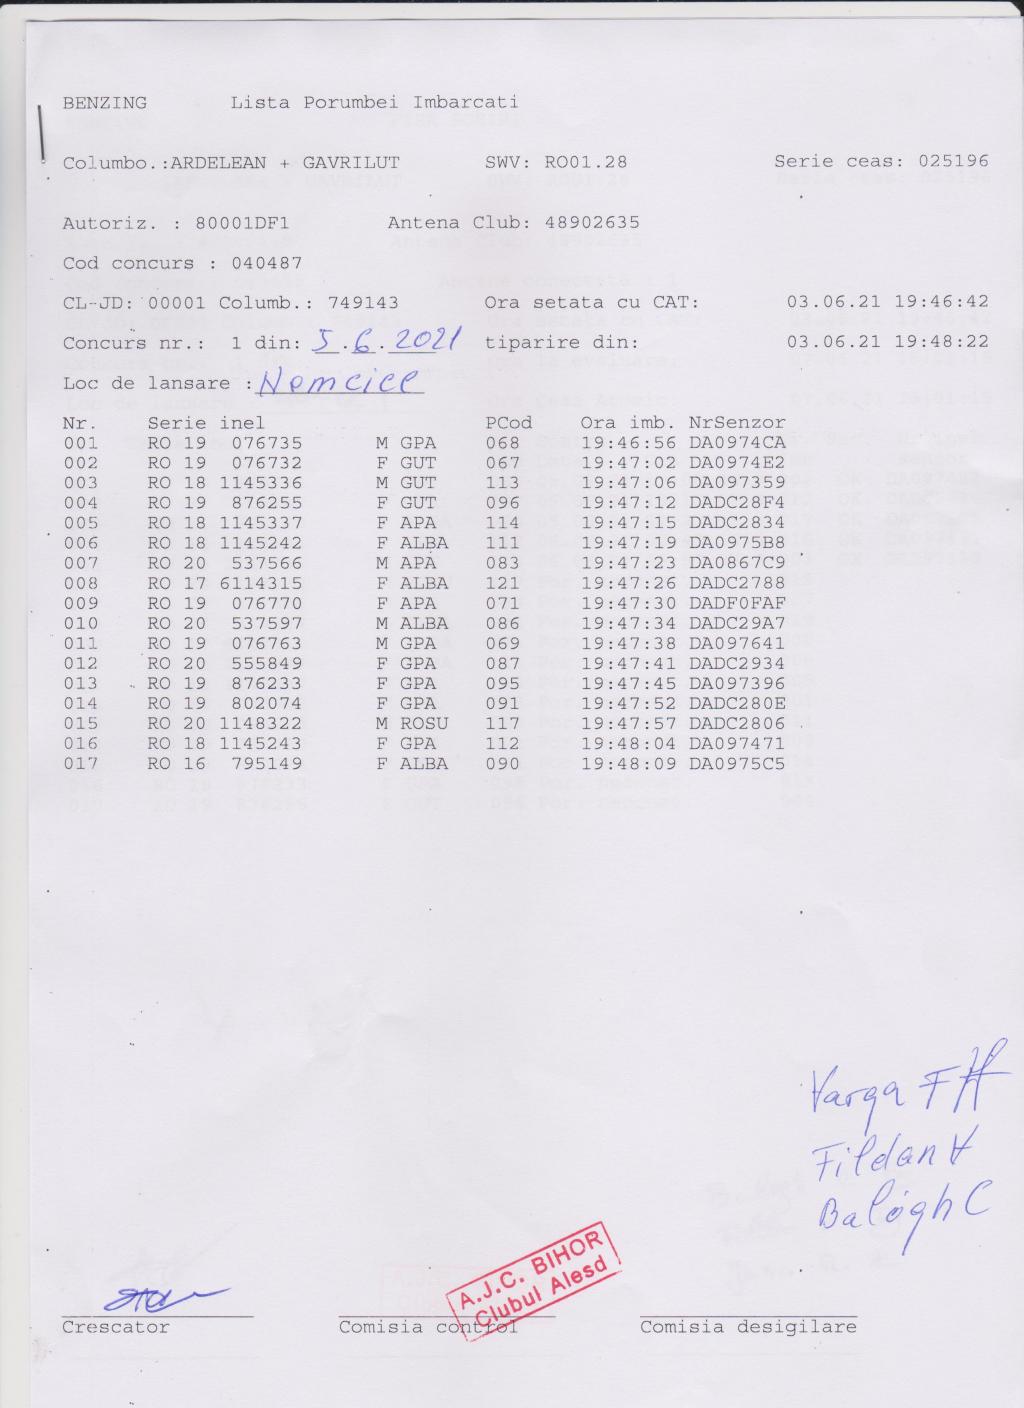 BENZING Lista Porumbei Imbarcati
Columbo.:ARDELEAN + GAVRILUT SWV: RO01.28 Serie ceas: 025196
Autoriz. : 80001DF1 Antena Club: 48902635
Cod concurs : 040487
CL-JD: 00001 Columb.: 749143 Ora setata cu CAT: 03.06.21 19:46:42
Concurs nr.: 1 din: 5.6.2021 tiparire din: 03.06.21 19:48:22
Loc de lansare : Nemcice
Nr. Serie inel PCod Ora imb. NrSenzor
001 RO 19 076735 M GPA 068 19:46:56 DA0974CA
002 RO 19 076732 F GUT 067 19:47:02 DA0974E2
003 RO 18 1145336 M GUT 113 19:47:06 DA097359
004 RO 19 876255 F GUT 096 19:47:12 DADC28F4
005 RO 18 1145337 F APA 114 19:47:15 DADC2834
006 RO 18 1145242 F ALBA 111 19:47:19 DA0975B8
007 RO 20 537566 M APA 083 19:47:23 DA0867C9
008 RO 17 6114315 F ALBA 121 19:47:26 DADC2788
009 RO 19 076770 F APA 071 19:47:30 DADF0FAF
010 RO 20 537597 M ALBA 086 19:47:34 DADC29A7
011 RO 19 076763 M GPA 069 19:47:38 DA097641
012 RO 20 555849 F GPA 087 19:47:41 DADC2934
013 RO 19 876233 F GPA 095 19:47:45 DA097396
014 RO 19 802074 F GPA 091 19:47:52 DADC280E
015 RO 20 1148322 M ROSU 117 19:47:57 DADC2806
016 RO 18 1145243 F GPA 112 19:48:04 DA097471
017 RO 16 795149 F ALBA 090 19:48:09 DA0975C5
Varga F
Fildan V
Balogh C
A.J.C. BIHOR
Clubul Alesd
Crescator Comisia control Comisia desigilare